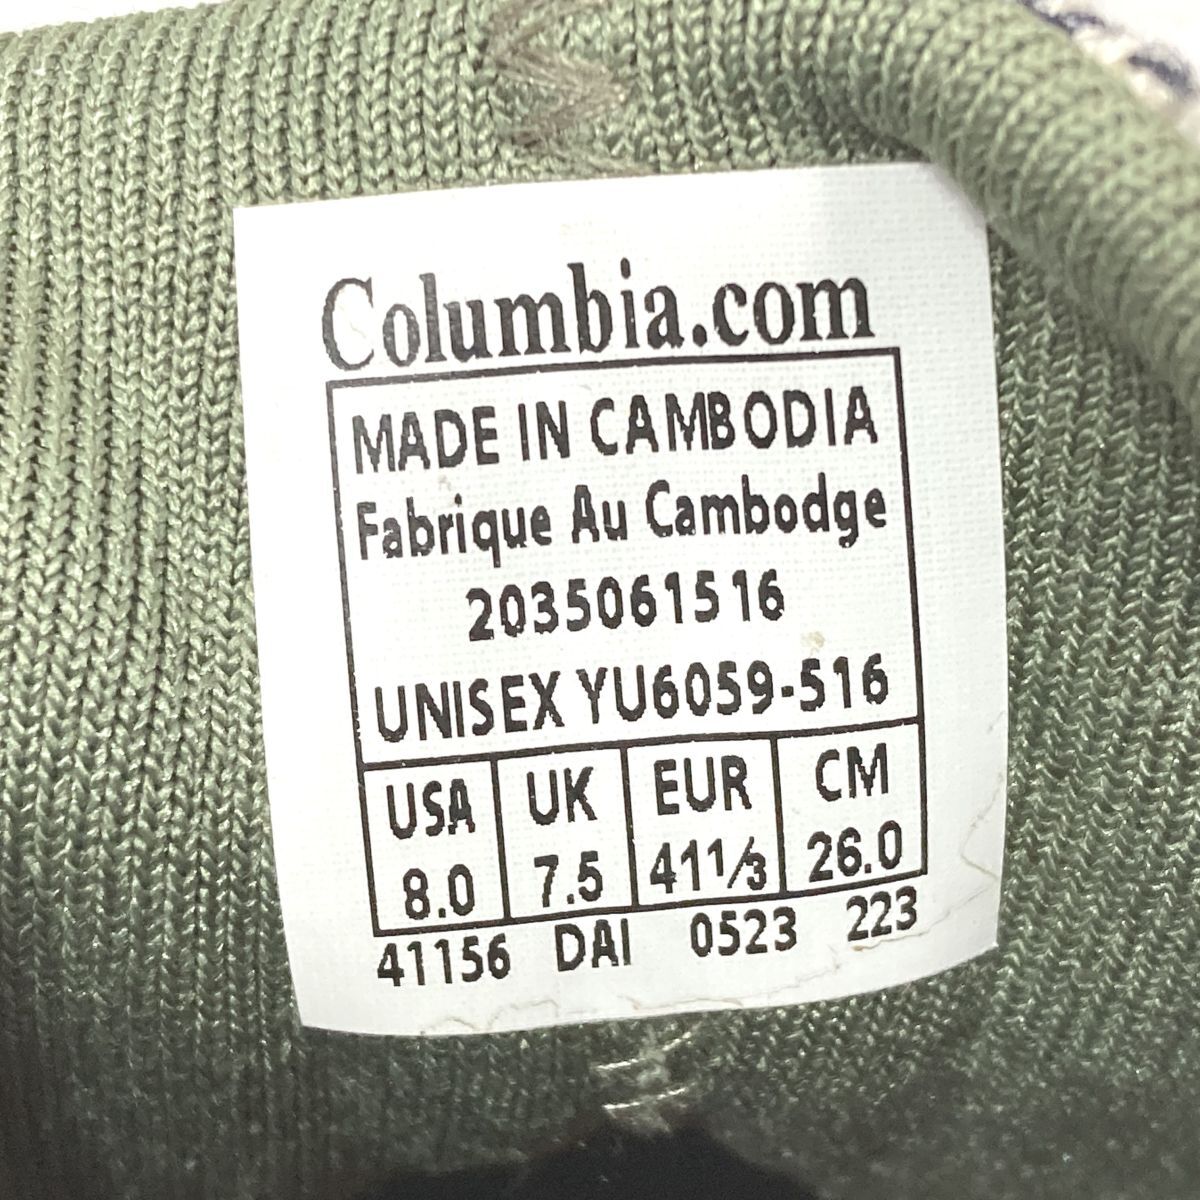 Columbia.com
MADE IN CAMBODIA
Fabrique Au Cambodge
2035061516
UNISEX YU6059-516
USA UK EUR CM
8.0 7.5 41⅓ 26.0
41156 DAI 0523 223